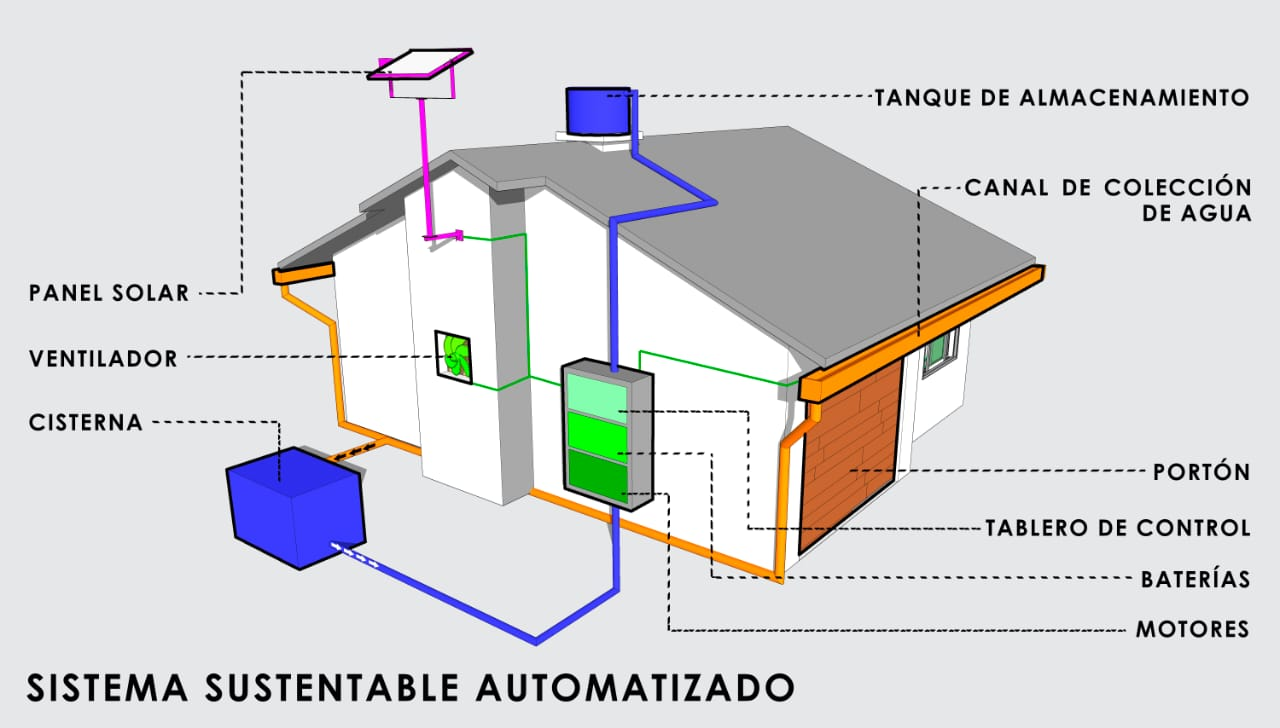 TANQUE DE ALMACENAMIENTO
CANAL DE COLECCIÓN
DE AGUA
PANEL SOLAR
VENTILADOR
CISTERNA
PORTÓN
TABLERO DE CONTROL
BATERÍAS
MOTORES
SISTEMA SUSTENTABLE AUTOMATIZADO